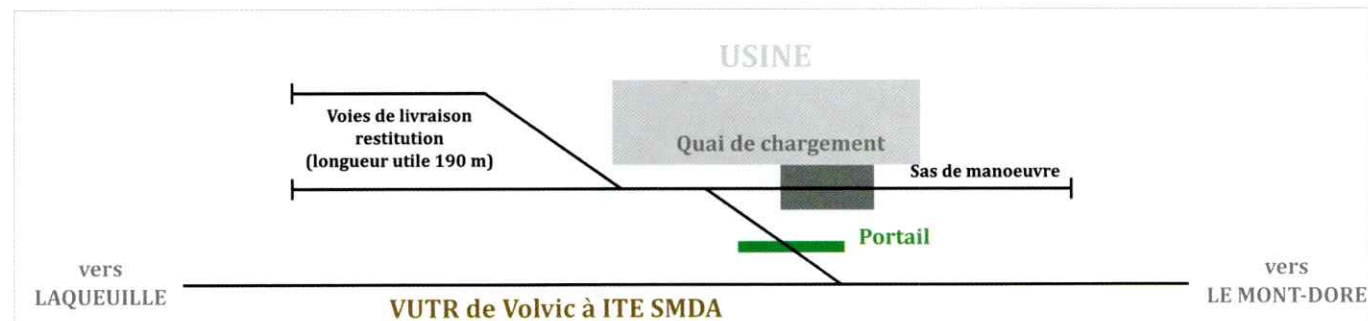 USINE
Voies de livraison
restitution
(longueur utile 190 m)
Quai de chargement
Sas de manoeuvre
Portail
vers
LAQUEUILLE
vers
LE MONT-DORE
VUTR de Volvic à ITE SMDA